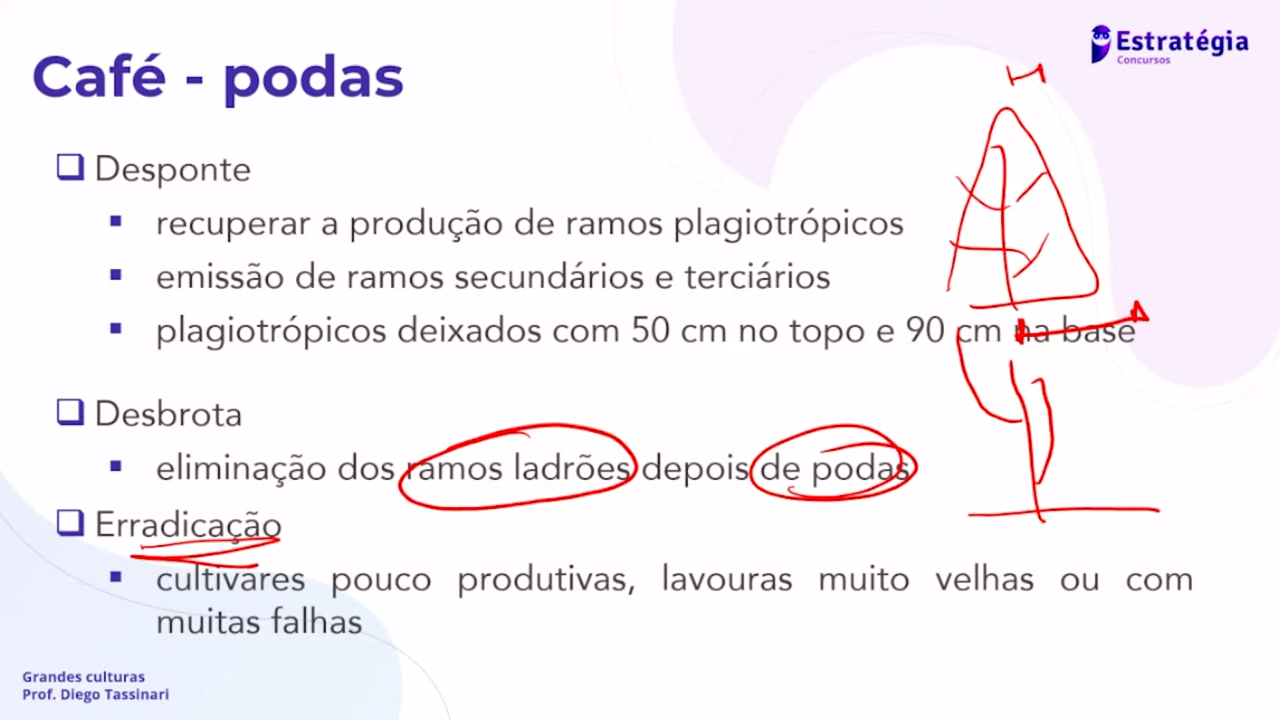 Estratégia
Concursos
Café - podas
Desponte
recuperar a produção de ramos plagiotrópicos
emissão de ramos secundários e terciários
plagiotrópicos deixados com 50 cm no topo e 90 cm na base
Desbrota
eliminação dos ramos ladrões depois de podas
Erradicação
cultivares pouco produtivas, lavouras muito velhas ou com
muitas falhas
Grandes culturas
Prof. Diego Tassinari